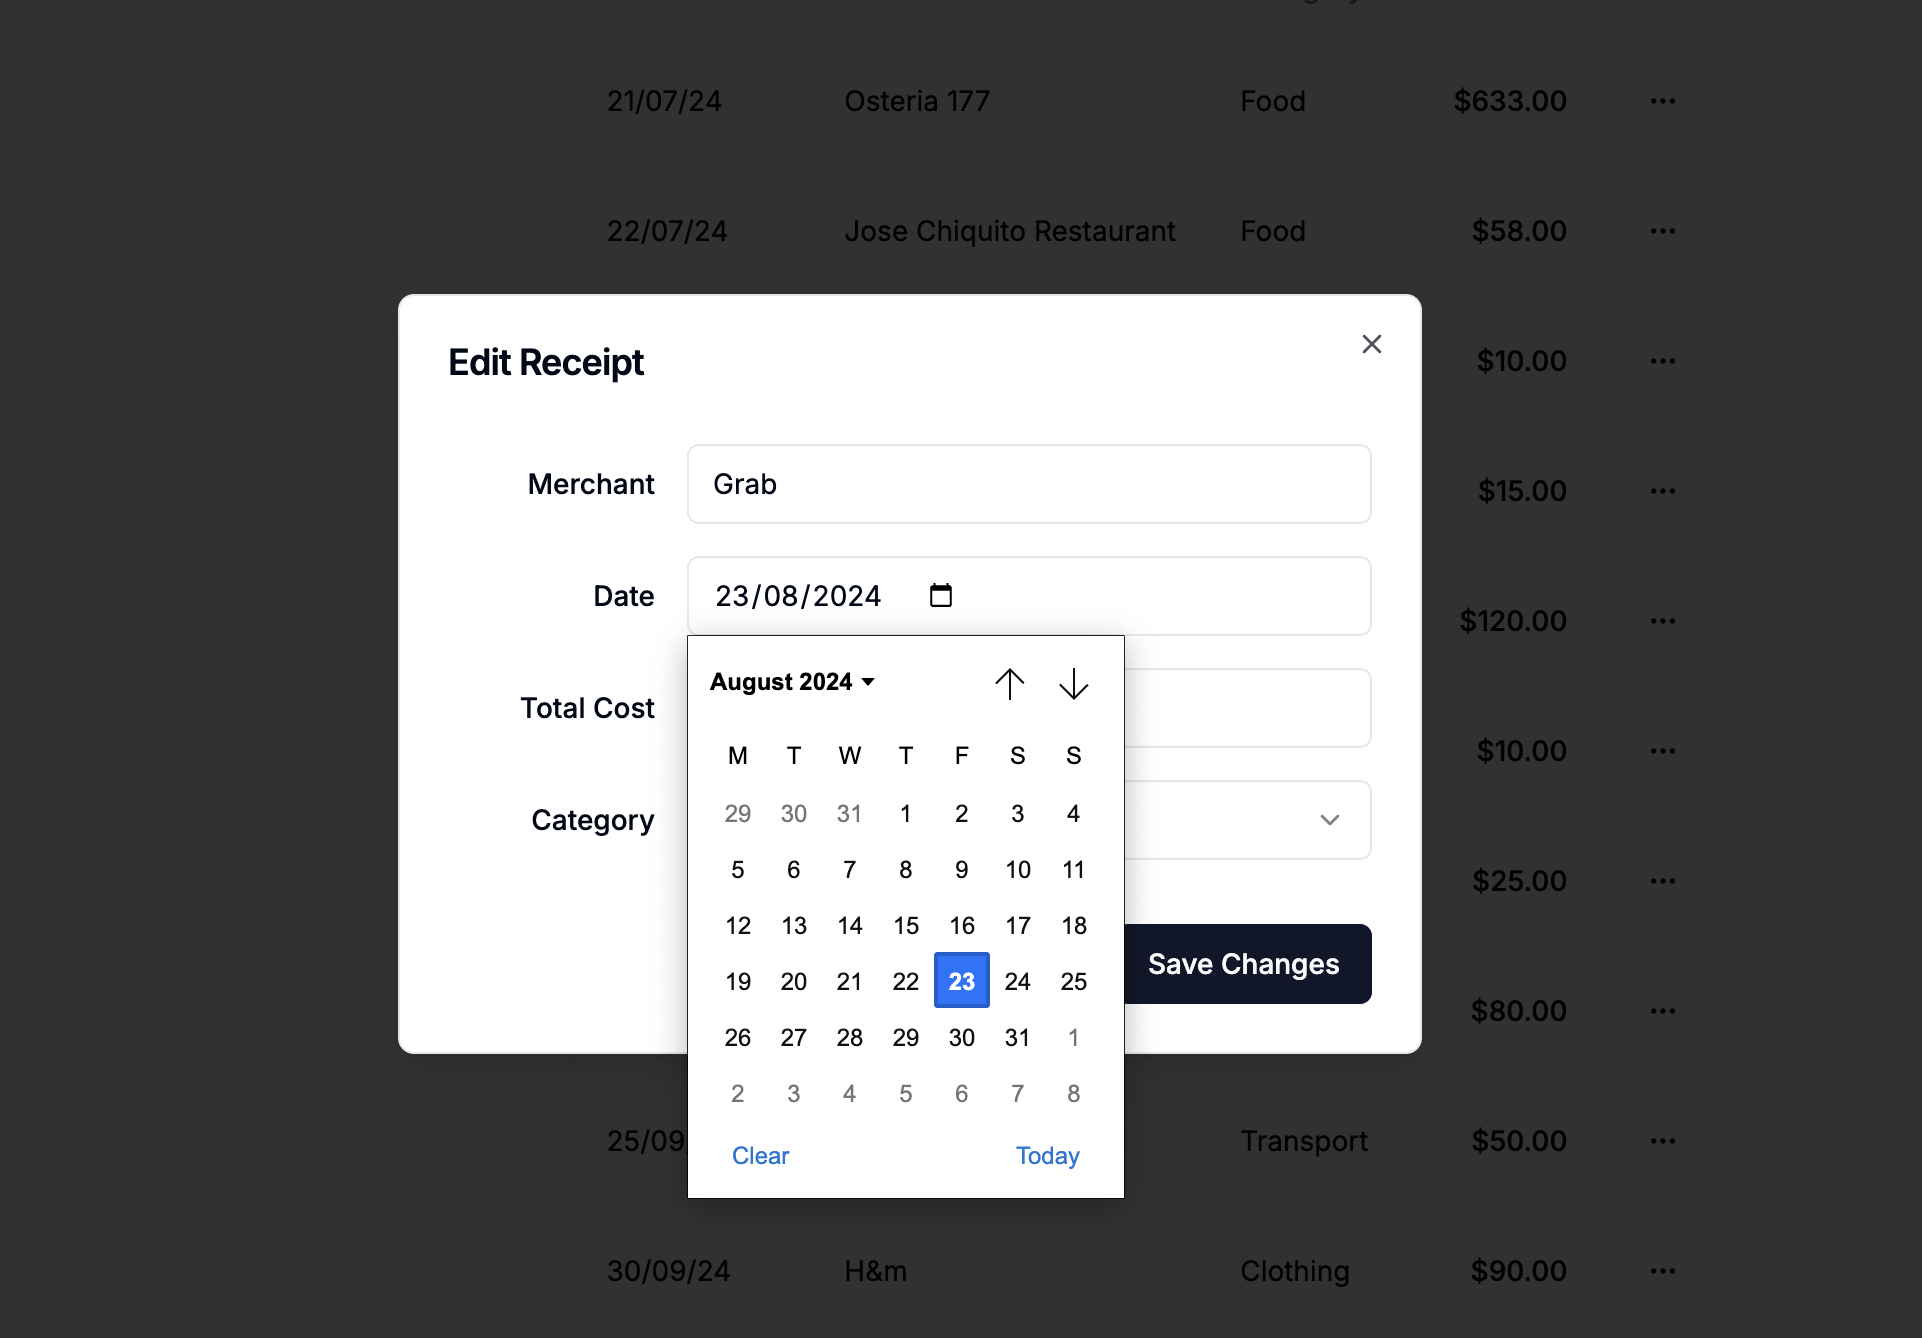 21/07/24 Osteria 177 Food $633.00 ···
22/07/24 Jose Chiquito Restaurant Food $58.00 ···
Edit Receipt
$10.00 ···
Merchant Grab
$15.00 ···
Date 23/08/2024
$120.00 ···
August 2024
Total Cost
M T W T F S S
$10.00 ···
29 30 31 1 2 3 4
Category
5 6 7 8 9 10 11
$25.00 ···
12 13 14 15 16 17 18
Save Changes
19 20 21 22 23 24 25
$80.00 ···
26 27 28 29 30 31 1
2 3 4 5 6 7 8
25/09 Transport $50.00 ···
Clear Today
30/09/24 H&m Clothing $90.00 ···